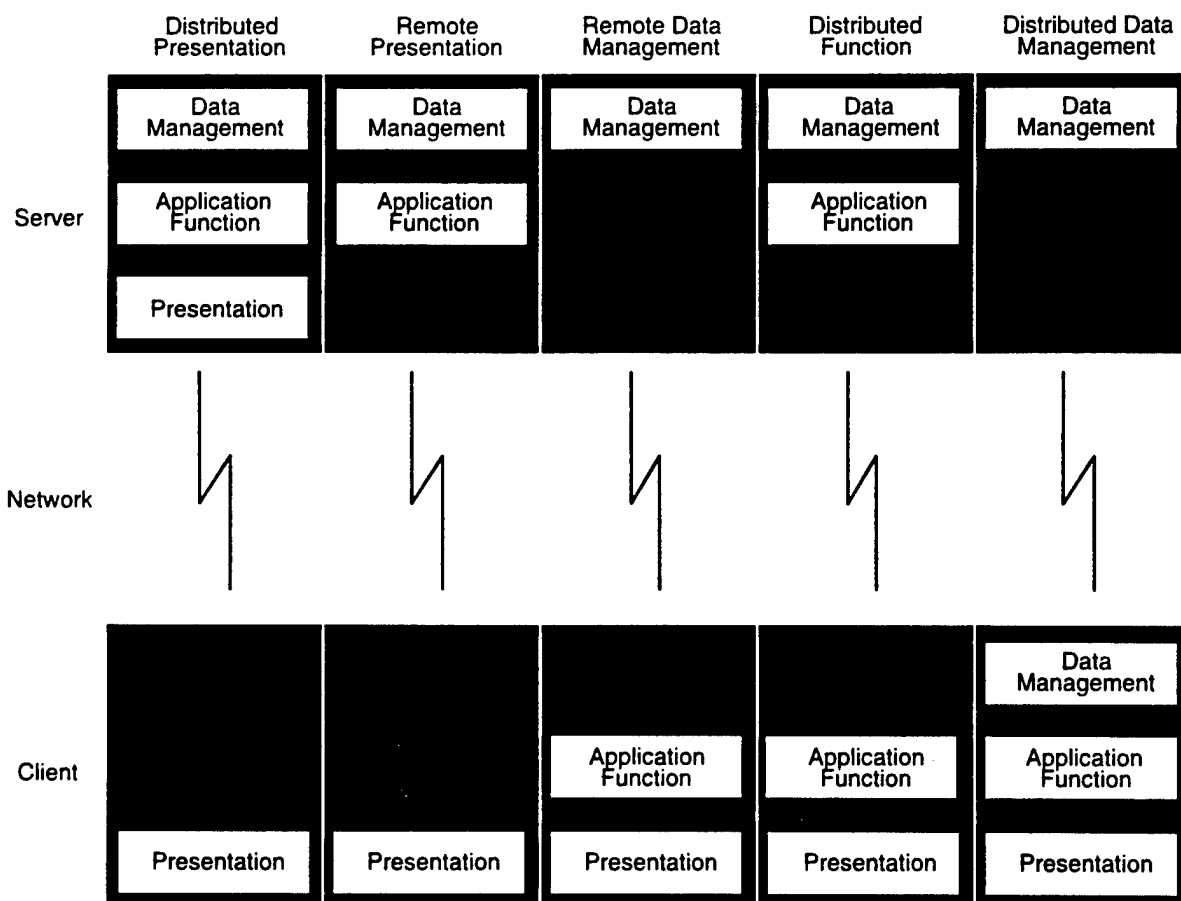 Distributed
Presentation
Remote
Presentation
Remote Data
Management
Distributed
Function
Distributed Data
Management
Server
Data
Management
Data
Management
Data
Management
Data
Management
Data
Management
Application
Function
Application
Function
Application
Function
Presentation
Network
Client
Data
Management
Application
Function
Application
Function
Application
Function
Presentation
Presentation
Presentation
Presentation
Presentation